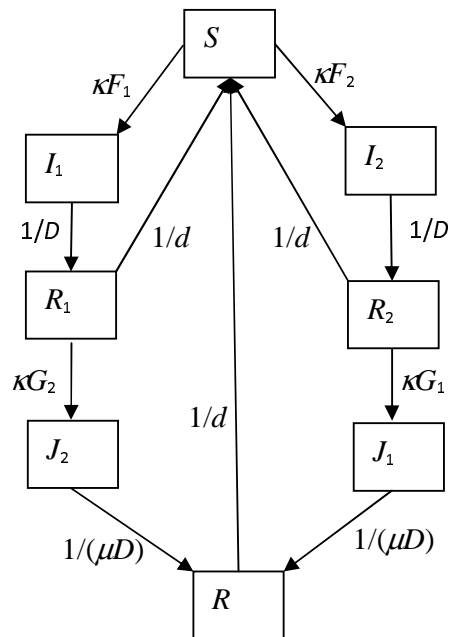 S
κF₁
κF₂
I₁
I₂
1/D
1/D
1/d
1/d
R₁
R₂
κG₂
κG₁
1/d
J₂
J₁
1/(μD)
1/(μD)
R